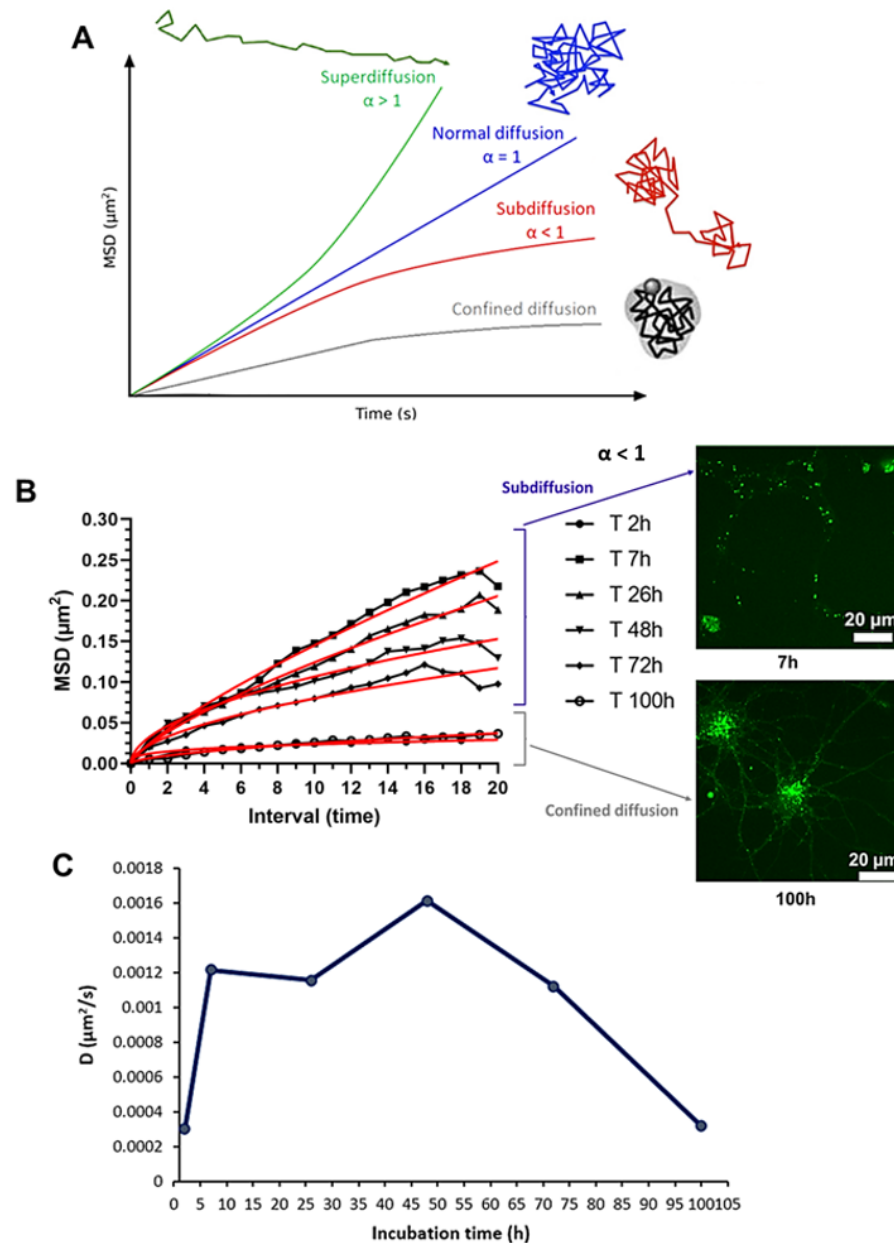 A
Superdiffusion
α > 1
Normal diffusion
α = 1
Subdiffusion
α < 1
Confined diffusion
MSD (µm²)
Time (s)
B
α < 1
Subdiffusion
0.30
0.25
0.20
0.15
0.10
0.05
0.00
MSD (µm²)
0 2 4 6 8 10 12 14 16 18 20
Interval (time)
T 2h
T 7h
T 26h
T 48h
T 72h
T 100h
Confined diffusion
20 µm
7h
20 µm
100h
C
0.0018
0.0016
0.0014
0.0012
0.001
0.0008
0.0006
0.0004
0.0002
0
D (µm²/s)
0 5 10 15 20 25 30 35 40 45 50 55 60 65 70 75 80 85 90 95 100105
Incubation time (h)